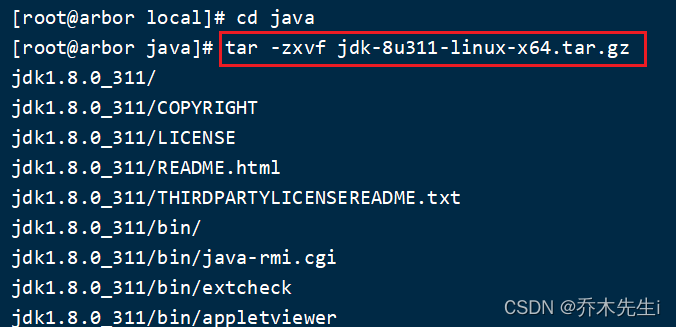 [root@arbor local]# cd java
[root@arbor java]# tar -zxvf jdk-8u311-linux-x64.tar.gz
jdk1.8.0_311/
jdk1.8.0_311/COPYRIGHT
jdk1.8.0_311/LICENSE
jdk1.8.0_311/README.html
jdk1.8.0_311/THIRDPARTYLICENSEREADME.txt
jdk1.8.0_311/bin/
jdk1.8.0_311/bin/java-rmi.cgi
jdk1.8.0_311/bin/extcheck
jdk1.8.0_311/bin/appletviewer
CSDN @乔木先生i